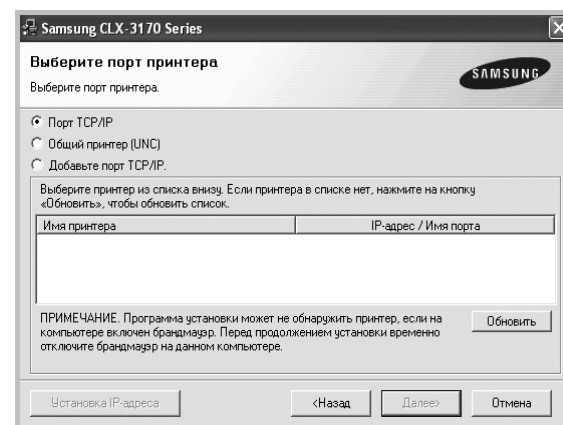 Samsung CLX-3170 Series
Выберите порт принтера
Выберите порт принтера.
SAMSUNG
Порт TCP/IP
Общий принтер (UNC)
Добавьте порт TCP/IP.
Выберите принтер из списка внизу. Если принтера в списке нет, нажмите на кнопку
«Обновить», чтобы обновить список.
Имя принтера IP-адрес / Имя порта
ПРИМЕЧАНИЕ. Программа установки может не обнаружить принтер, если на
компьютере включен брандмауэр. Перед продолжением установки временно
отключите брандмауэр на данном компьютере.
Обновить
Установка IP-адреса <Назад Далее> Отмена